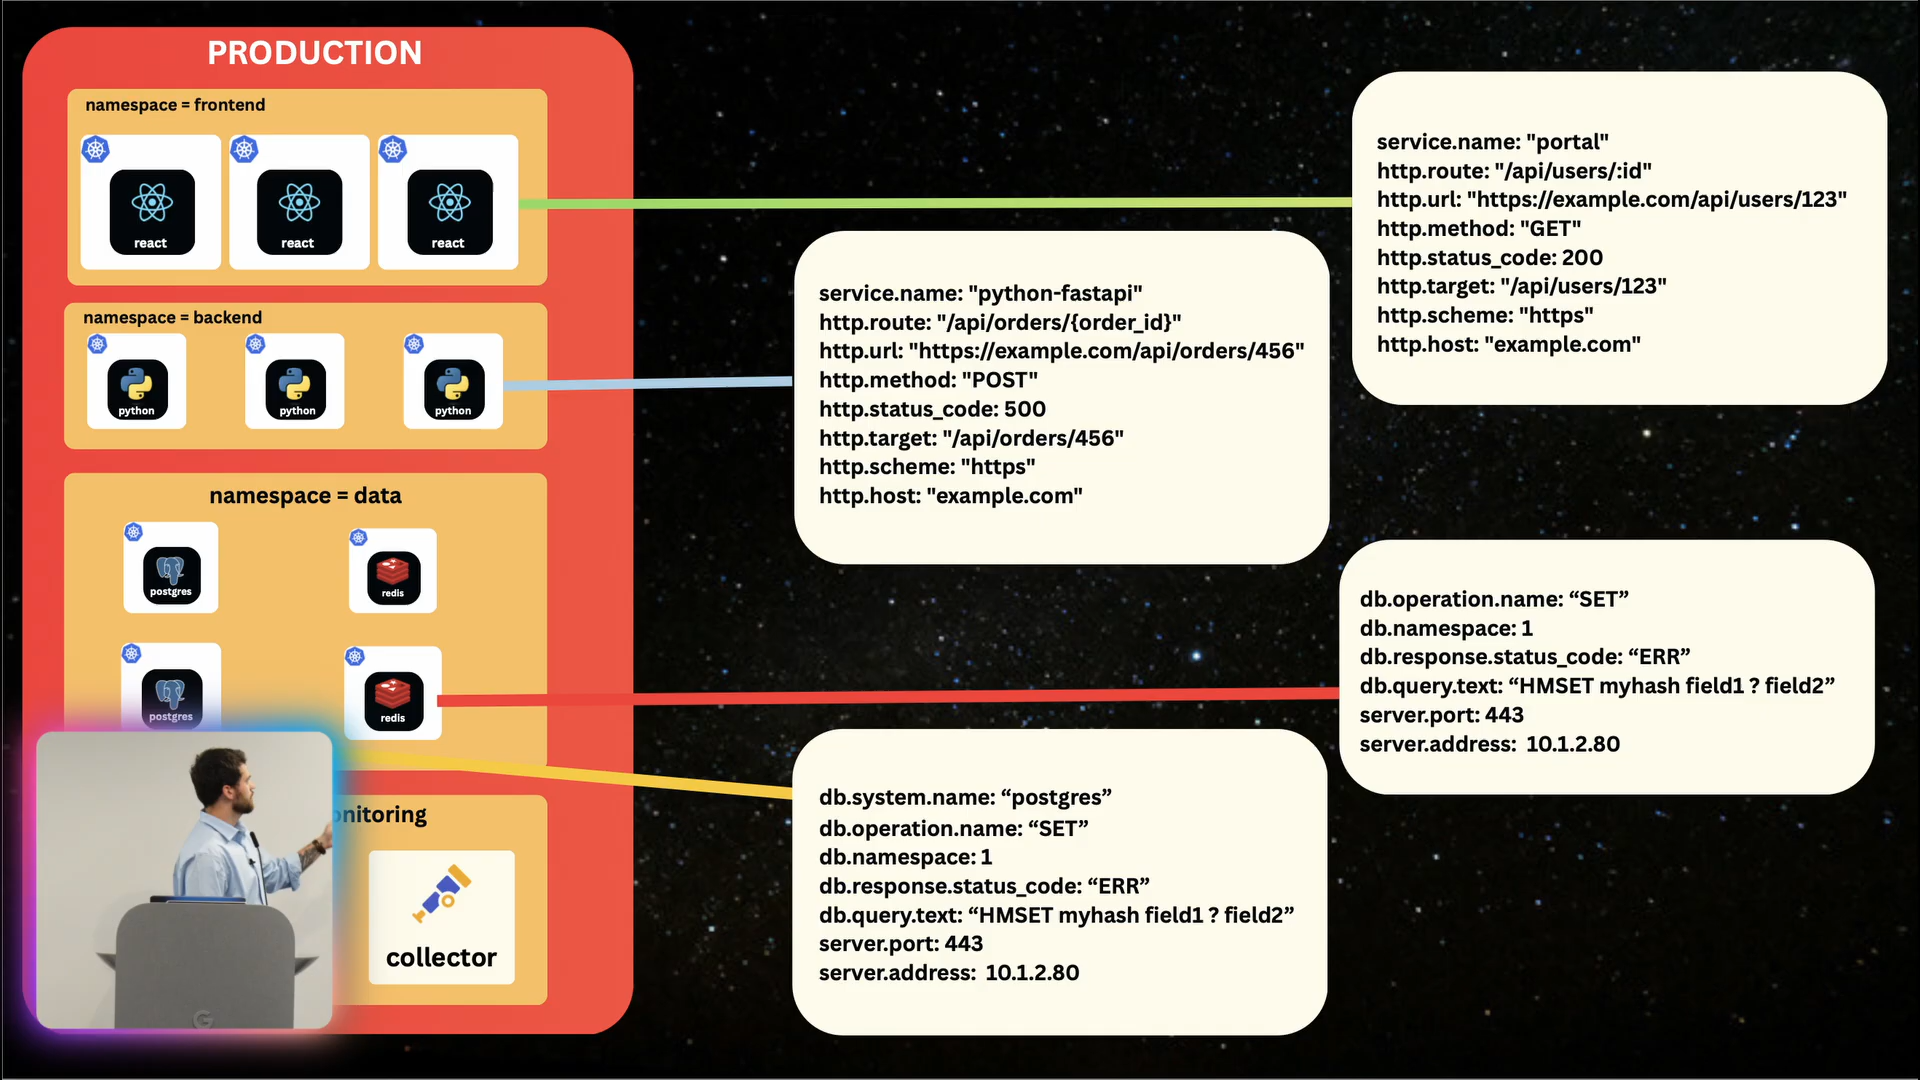 PRODUCTION
namespace = frontend
react
react
react
namespace = backend
python
python
python
namespace = data
postgres
redis
postgres
redis
collector
service.name: "portal"
http.route: "/api/users/:id"
http.url: "https://example.com/api/users/123"
http.method: "GET"
http.status_code: 200
http.target: "/api/users/123"
http.scheme: "https"
http.host: "example.com"
service.name: "python-fastapi"
http.route: "/api/orders/{order_id}"
http.url: "https://example.com/api/orders/456"
http.method: "POST"
http.status_code: 500
http.target: "/api/orders/456"
http.scheme: "https"
http.host: "example.com"
db.operation.name: “SET”
db.namespace: 1
db.response.status_code: “ERR”
db.query.text: “HMSET myhash field1 ? field2”
server.port: 443
server.address: 10.1.2.80
db.system.name: “postgres”
db.operation.name: “SET”
db.namespace: 1
db.response.status_code: “ERR”
db.query.text: “HMSET myhash field1 ? field2”
server.port: 443
server.address: 10.1.2.80